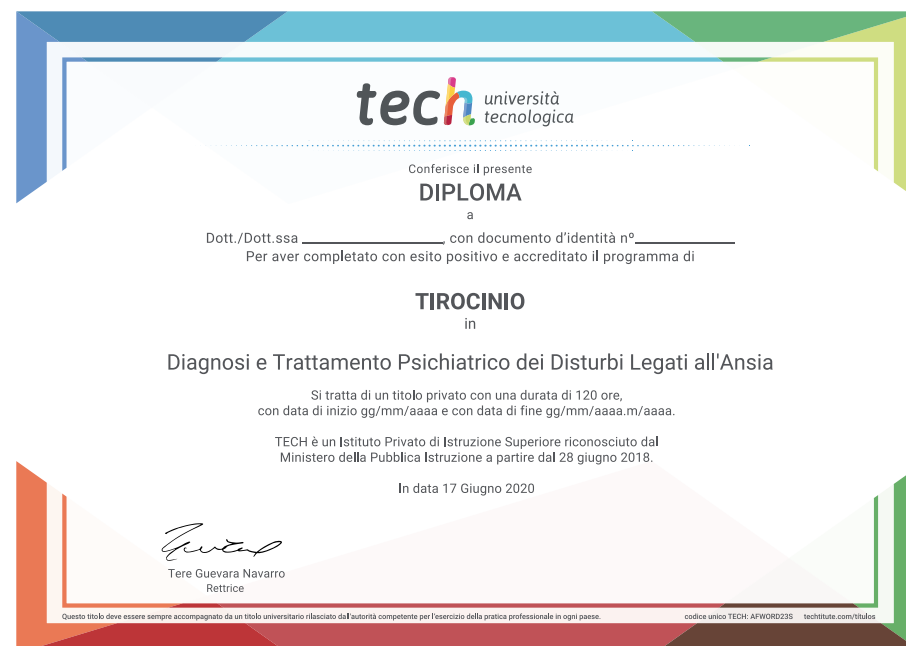 tech università
tecnologica
Conferisce il presente
DIPLOMA
a
Dott./Dott.ssa ________________, con documento d'identità nº____________
Per aver completato con esito positivo e accreditato il programma di
TIROCINIO
in
Diagnosi e Trattamento Psichiatrico dei Disturbi Legati all'Ansia
Si tratta di un titolo privato con una durata di 120 ore,
con data di inizio gg/mm/aaaa e con data di fine gg/mm/aaaa.m/aaaa.
TECH è un Istituto Privato di Istruzione Superiore riconosciuto dal
Ministero della Pubblica Istruzione a partire dal 28 giugno 2018.
In data 17 Giugno 2020
Tere Guevara Navarro
Rettrice
Questo titolo deve essere sempre accompagnato da un titolo universitario rilasciato dall'autorità competente per l'esercizio della pratica professionale in ogni paese. codice unico TECH: AFWORD23S techtitute.com/titulos